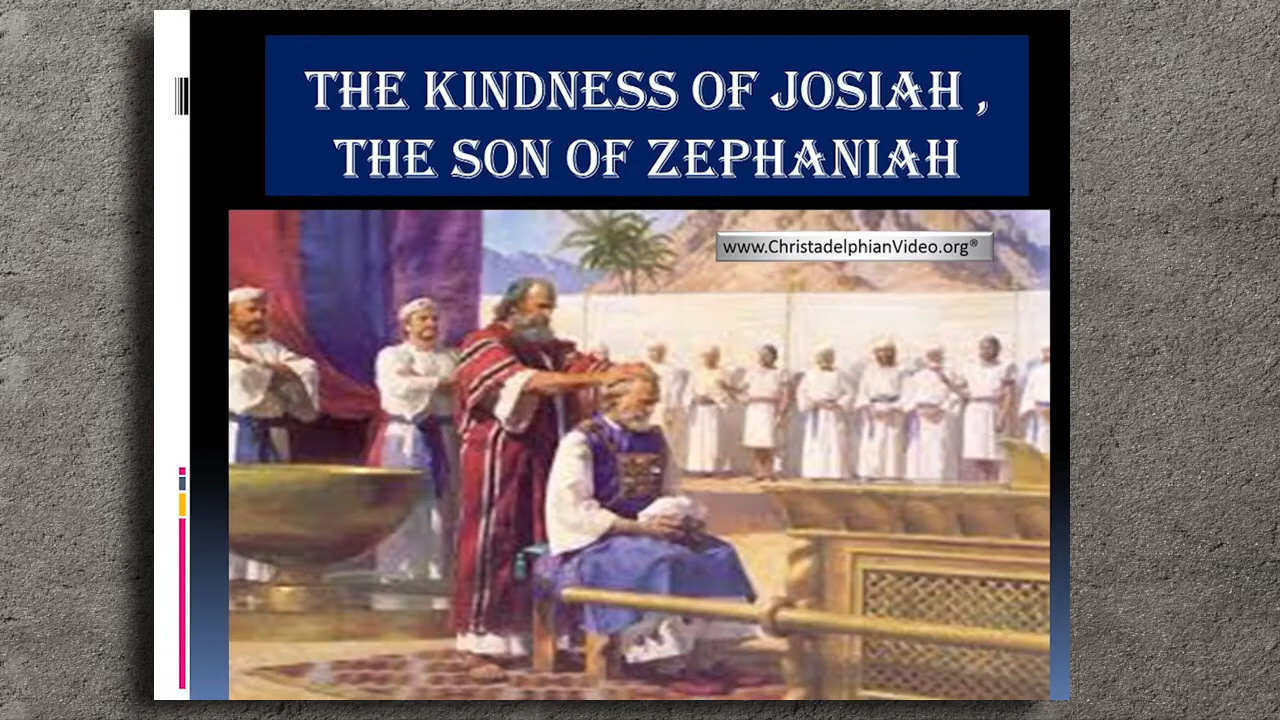 THE KINDNESS OF JOSIAH ,
THE SON OF ZEPHANIAH
www.ChristadelphianVideo.org®